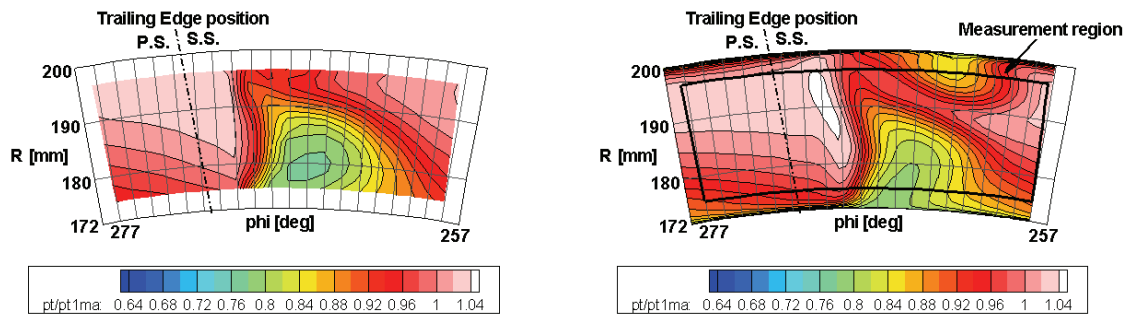 Trailing Edge position
P.S. S.S.
200
190
R [mm]
180
172 277
phi [deg]
257
pt/pt1ma: 0.64 0.68 0.72 0.76 0.8 0.84 0.88 0.92 0.96 1 1.04
Trailing Edge position
P.S. S.S.
Measurement region
200
190
R [mm]
180
172 277
phi [deg]
257
pt/pt1ma: 0.64 0.68 0.72 0.76 0.8 0.84 0.88 0.92 0.96 1 1.04